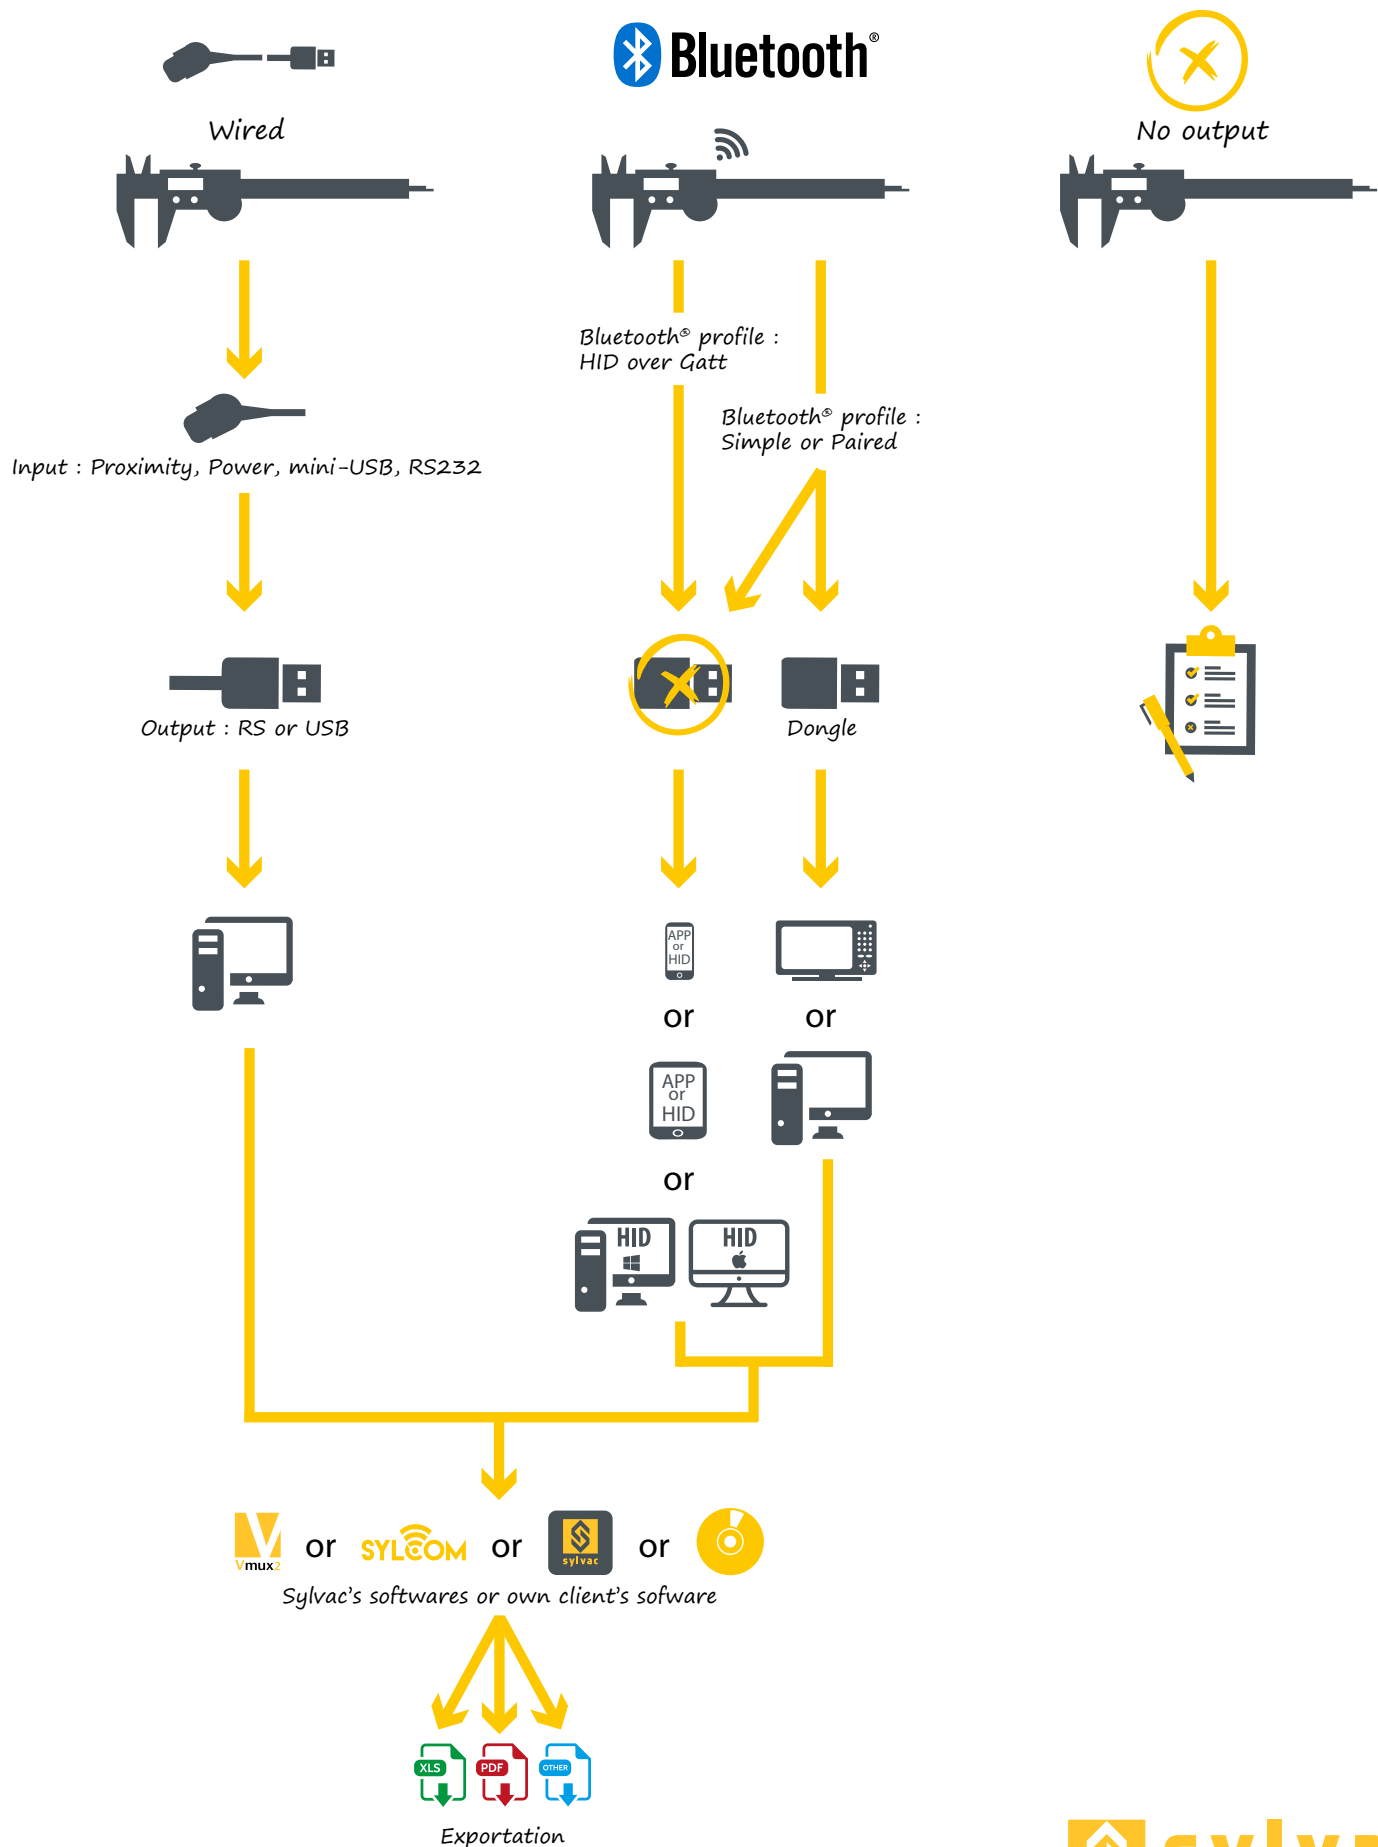 Bluetooth®
Wired
No output
Bluetooth® profile :
HID over Gatt
Bluetooth® profile :
Simple or Paired
Input : Proximity, Power, mini-USB, RS232
Output : RS or USB
Dongle
APP
or
HID
or
or
APP
or
HID
or
HID
HID
V
Vmux2
or
SYLCOM
or
sylvac
or
Sylvac's softwares or own client's sofware
XLS
PDF
OTHER
Exportation